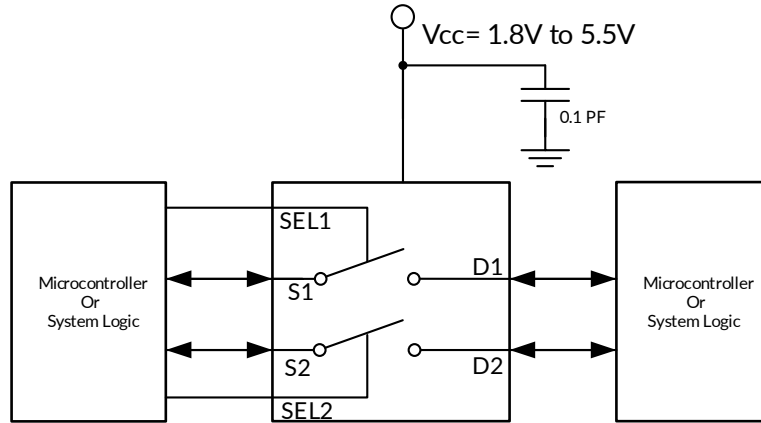 Vcc= 1.8V to 5.5V
0.1 PF
SEL1
Microcontroller
Or
System Logic
S1
D1
Microcontroller
Or
System Logic
S2
D2
SEL2